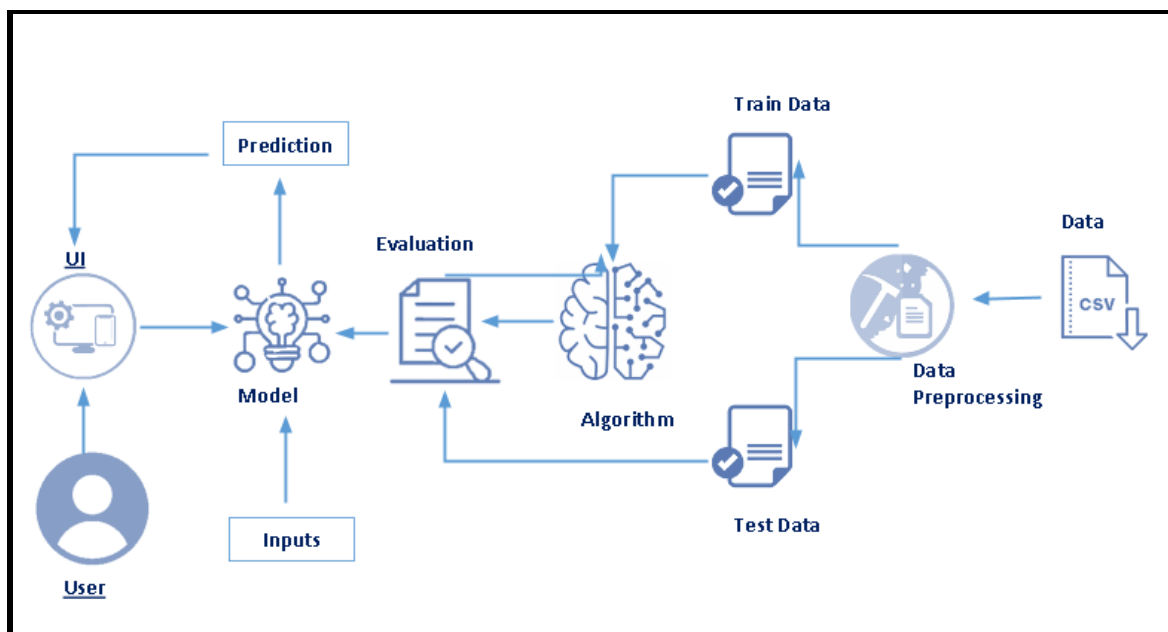 Train Data
Prediction
Data
Evaluation
UI
CSV
Data
Preprocessing
Model
Algorithm
Test Data
Inputs
User